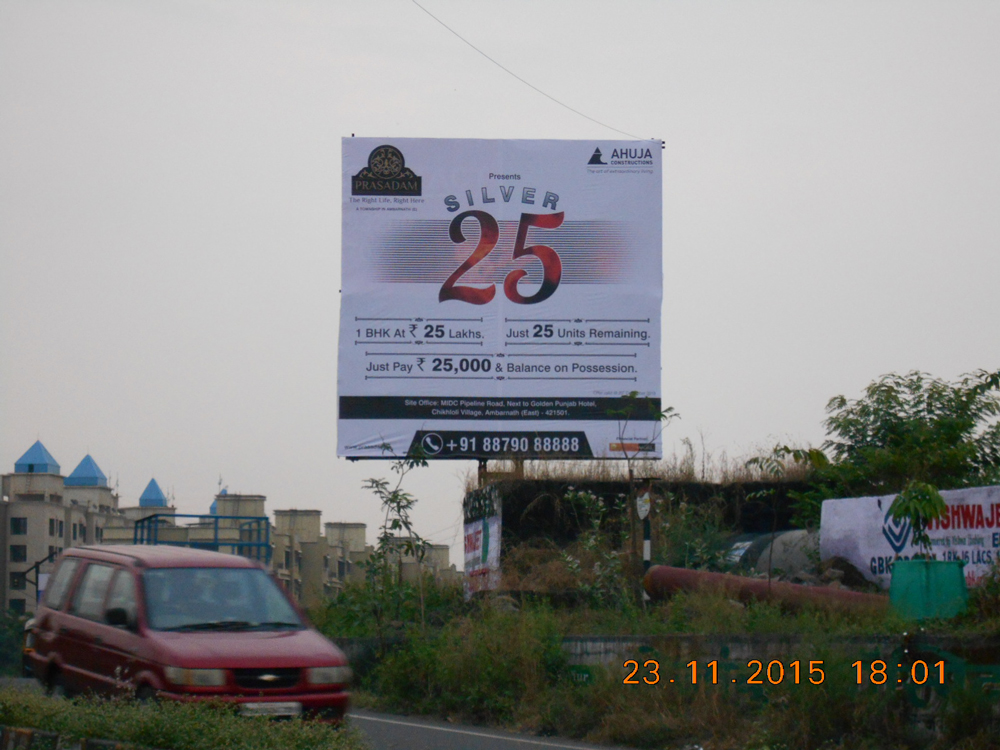 PRASADAM
The Right Life, Right Here
AHUJA
CONSTRUCTIONS
Presents
SILVER
25
1 BHK At ₹ 25 Lakhs.
Just 25 Units Remaining.
Just Pay ₹ 25,000 & Balance on Possession.
Site Office: MIDC Pipeline Road, Next to Golden Punjab Hotel,
Chikhloli Village, Ambarnath (East) - 421501.
+91 88790 88888
23.11.2015 18:01